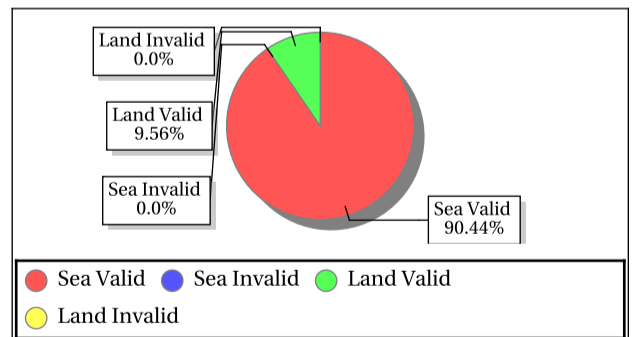 Land Invalid
0.0%
Land Valid
9.56%
Sea Invalid
0.0%
Sea Valid
90.44%
Sea Valid Sea Invalid Land Valid
Land Invalid